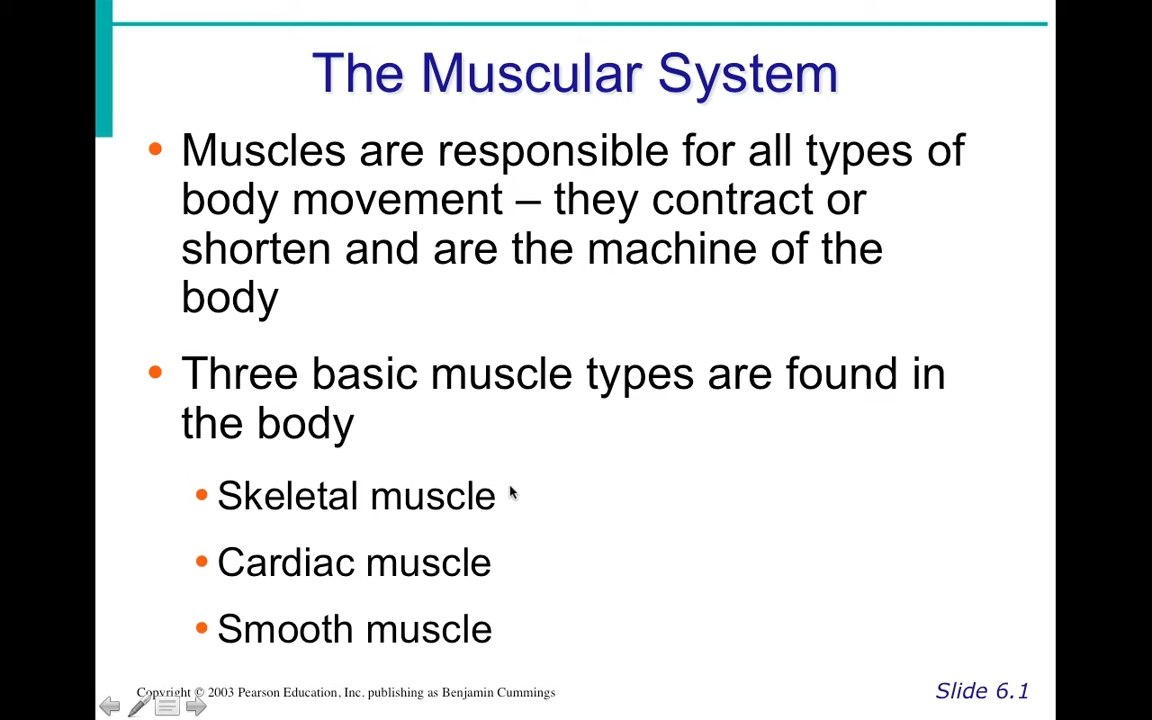 The Muscular System
• Muscles are responsible for all types of
body movement – they contract or
shorten and are the machine of the
body
• Three basic muscle types are found in
the body
• Skeletal muscle
• Cardiac muscle
• Smooth muscle
Copyright © 2003 Pearson Education, Inc. publishing as Benjamin Cummings
Slide 6.1